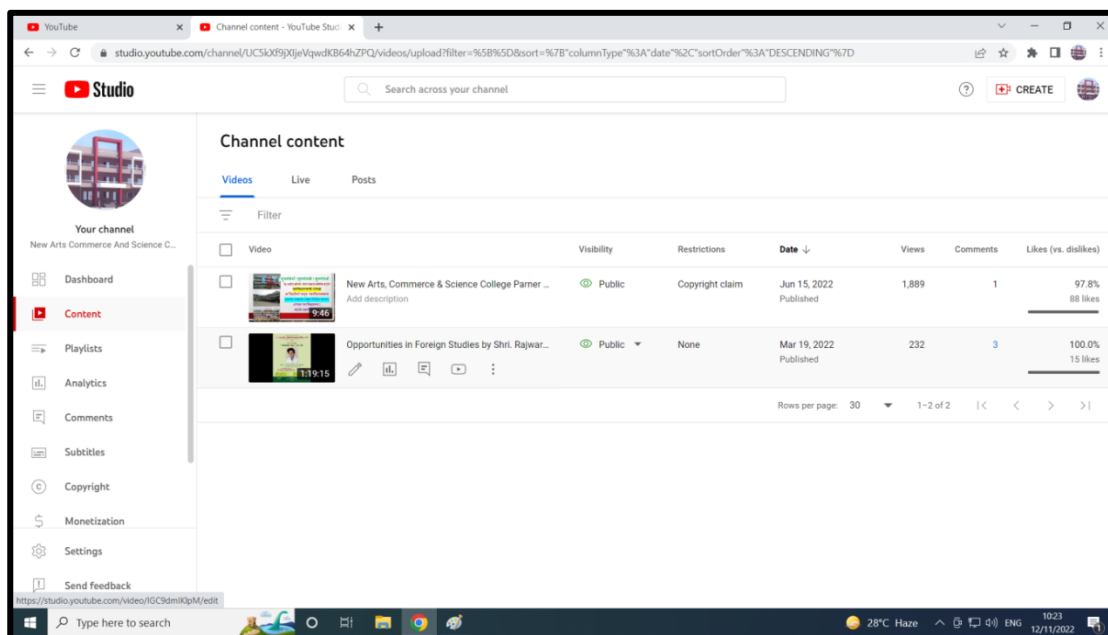 YouTube
Channel content - YouTube Stud
studio.youtube.com/channel/UC5kXf9jXIjeVqwdKB64hZPQ/videos/upload?filter=%5B%5D&sort=%7B"columnType"%3A"date"%2C"sortOrder"%3A"DESCENDING"%7D
Studio
Search across your channel
CREATE
Your channel
New Arts Commerce And Science C...
Dashboard
Content
Playlists
Analytics
Comments
Subtitles
Copyright
Monetization
Settings
Send feedback
Channel content
Videos Live Posts
Filter
Video Visibility Restrictions Date Views Comments Likes (vs. dislikes)
9:46
New Arts, Commerce & Science College Parner ... Public Copyright claim Jun 15, 2022 1,889 1 97.8%
Add description Published 88 likes
Opportunities in Foreign Studies by Shri. Rajwar... Public None Mar 19, 2022 232 3 100.0%
1:19:15
Published 15 likes
Rows per page: 30 1-2 of 2
https://studio.youtube.com/video/IGC9dmIKlpM/edit
Type here to search
28°C Haze ENG
10:23
12/11/2022